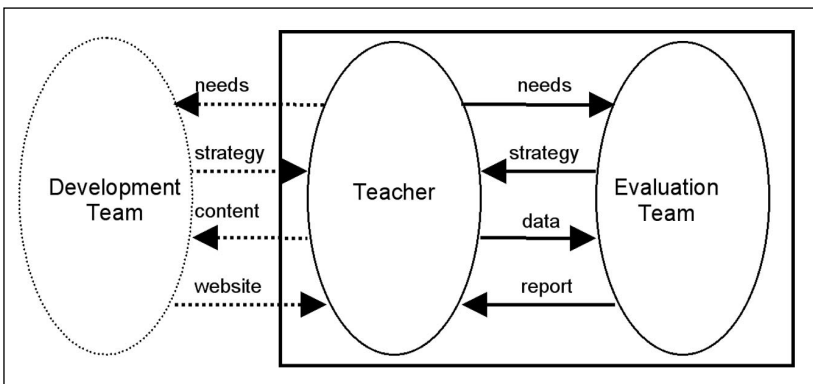 needs
needs
strategy
strategy
Development
Team
Teacher
Evaluation
Team
content
data
website
report